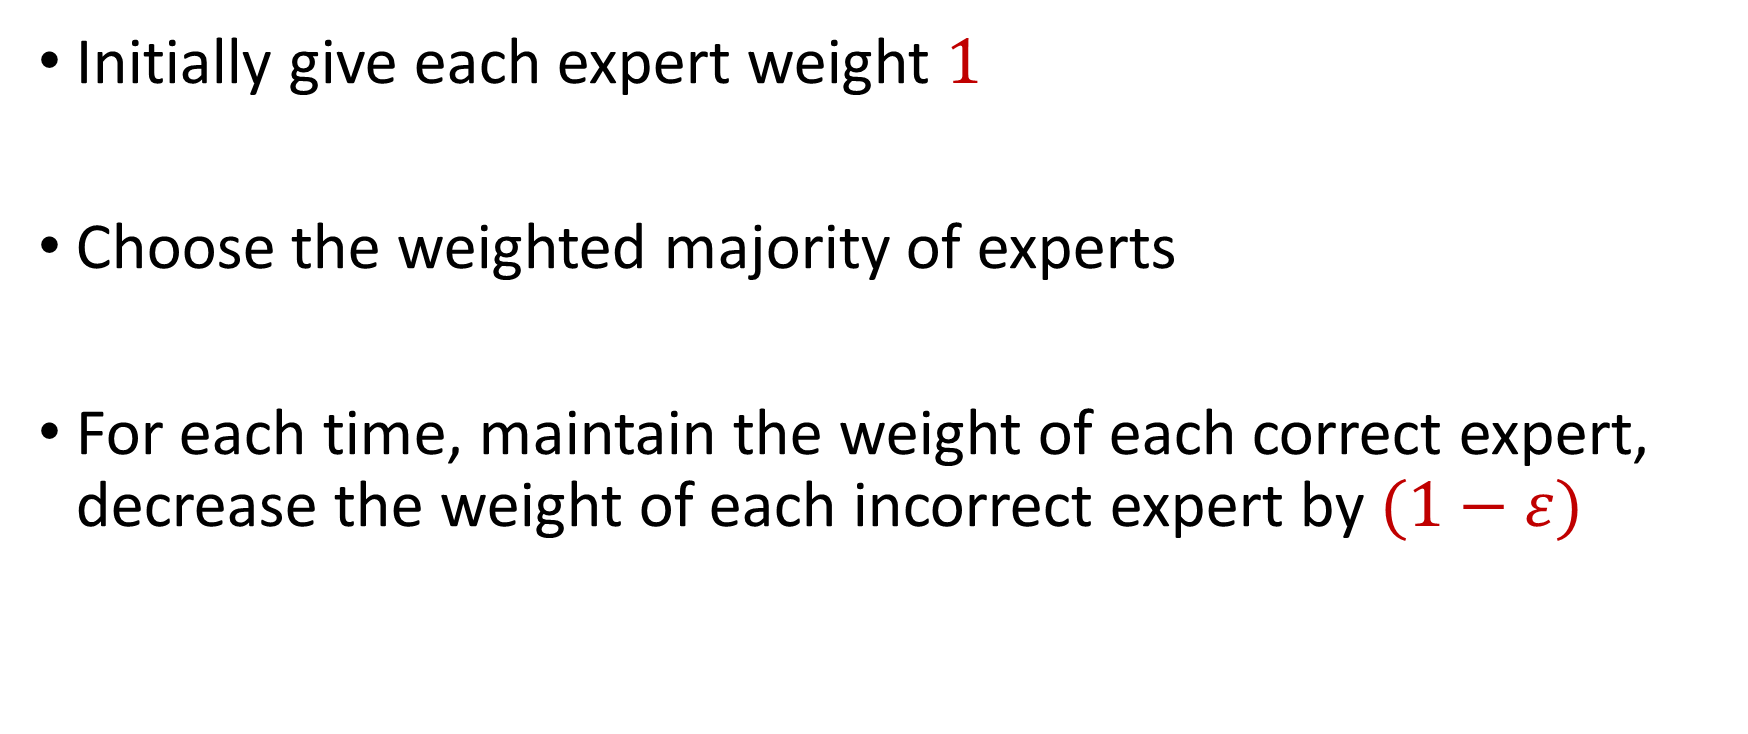 • Initially give each expert weight 1
• Choose the weighted majority of experts
• For each time, maintain the weight of each correct expert,
decrease the weight of each incorrect expert by (1 − ε)